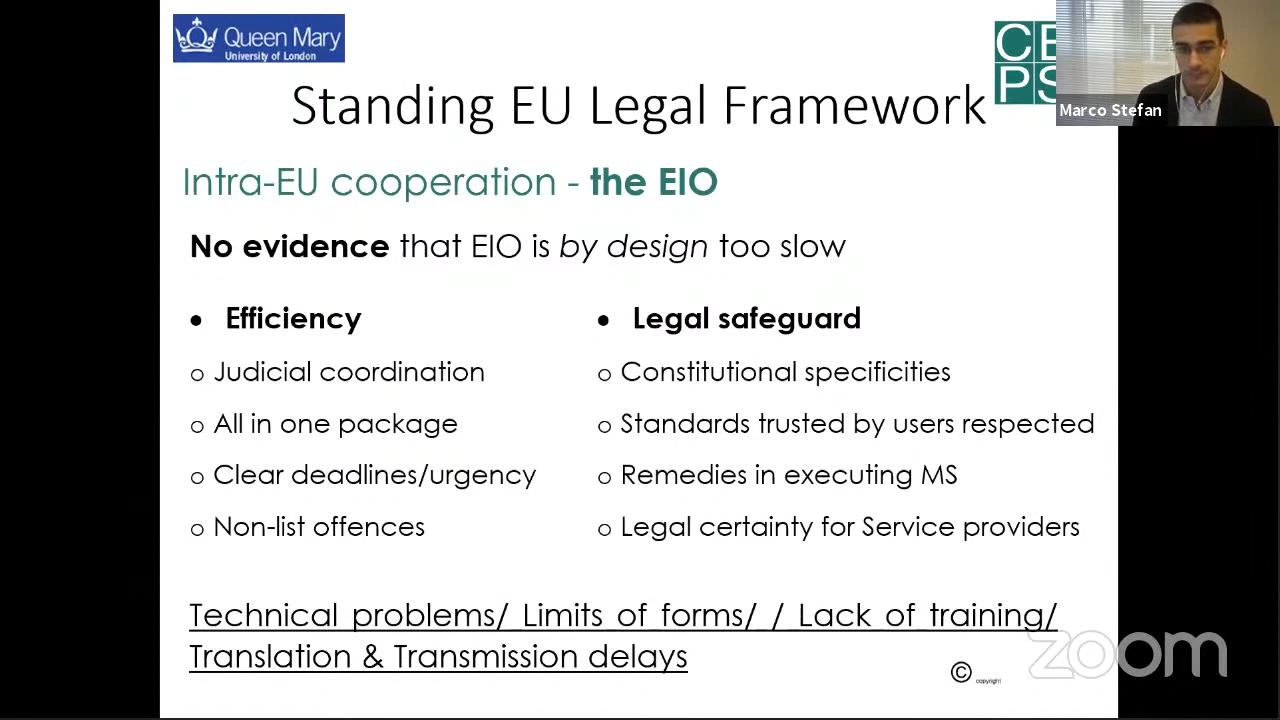 Queen Mary
University of London
CE
PS
Marco Stefan
Standing EU Legal Framework
Intra-EU cooperation - the EIO
No evidence that EIO is by design too slow
• Efficiency
o Judicial coordination
o All in one package
o Clear deadlines/urgency
o Non-list offences
• Legal safeguard
o Constitutional specificities
o Standards trusted by users respected
o Remedies in executing MS
o Legal certainty for Service providers
Technical problems/ Limits of forms/ / Lack of training/
Translation & Transmission delays
© copyright
zoom